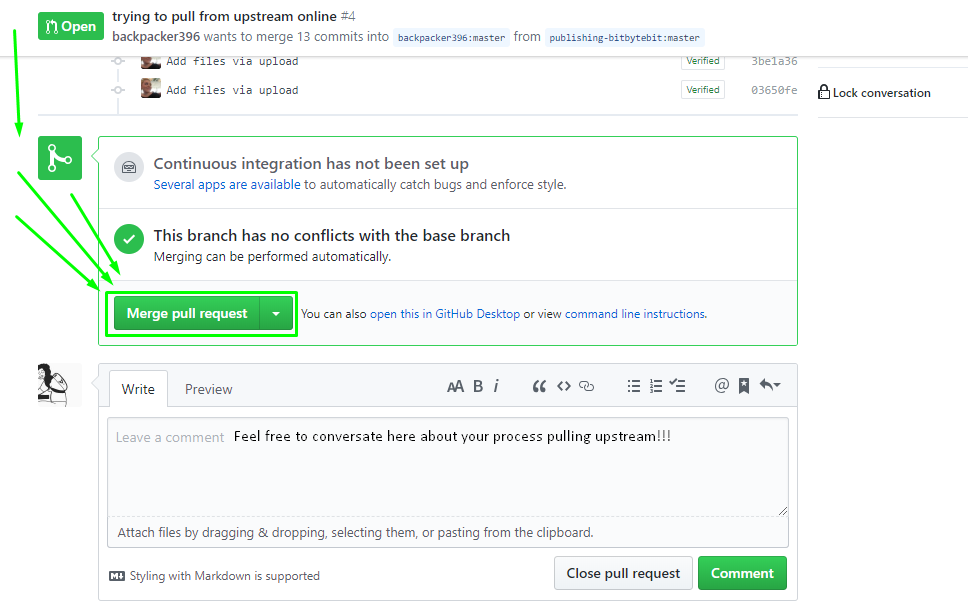 Open
trying to pull from upstream online #4
backpacker396 wants to merge 13 commits into backpacker396:master from publishing-bitbytebit:master
Add files via upload Verified 3be1a36
Add files via upload Verified 03650fe
Lock conversation
Continuous integration has not been set up
Several apps are available to automatically catch bugs and enforce style.
This branch has no conflicts with the base branch
Merging can be performed automatically.
Merge pull request You can also open this in GitHub Desktop or view command line instructions.
Write Preview AA B i @
Leave a comment Feel free to conversate here about your process pulling upstream!!!
Attach files by dragging & dropping, selecting them, or pasting from the clipboard.
Styling with Markdown is supported
Close pull request Comment